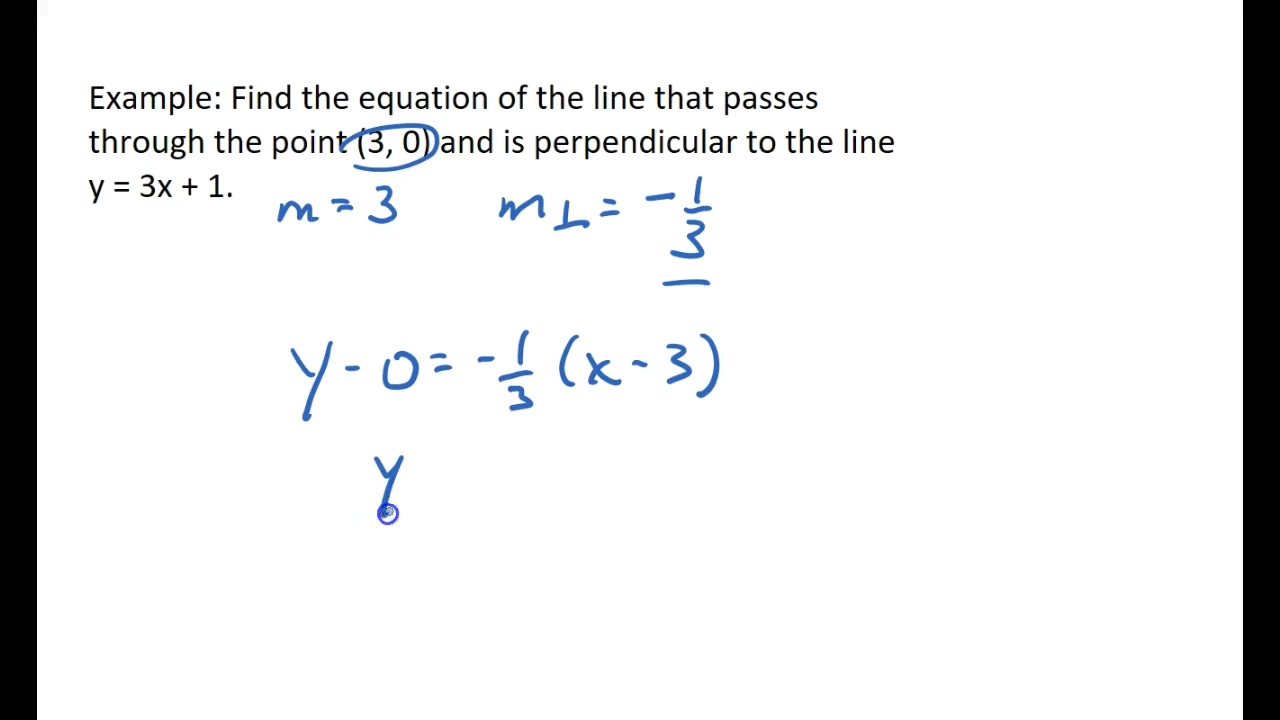 Example: Find the equation of the line that passes
through the point (3, 0) and is perpendicular to the line
y = 3x + 1.
m = 3 m⊥ = -1/3
y - 0 = -1/3 (x - 3)
y